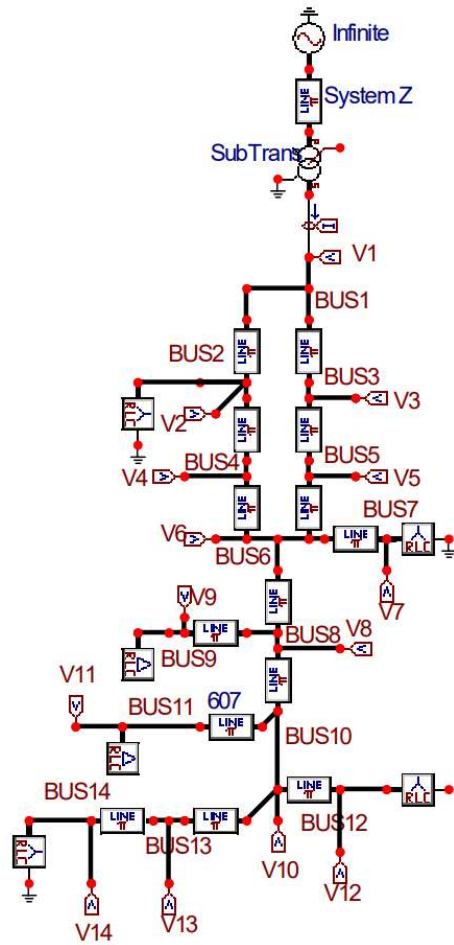 Infinite
LINE
System Z
P
SubTrans
S
I
V
V1
BUS1
BUS2
LINE
LINE
BUS3
RLC
V2
V
V
V3
LINE
LINE
V4
V
BUS4
BUS5
V
V5
LINE
LINE
BUS7
V6
V
BUS6
LINE
RLC
V
V7
LINE
V
V9
LINE
BUS8
V8
V
RLC
BUS9
LINE
V11
V
BUS11
607
LINE
RLC
BUS10
BUS14
LINE
LINE
LINE
RLC
BUS12
RLC
BUS13
V
V10
V
V12
V
V14
V
V13